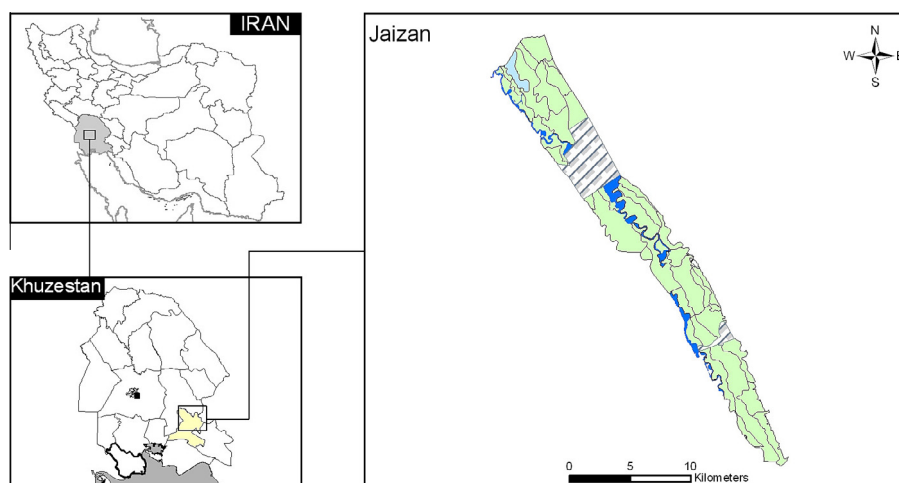 IRAN
Jaizan
N
W E
S
Khuzestan
0 5 10
Kilometers